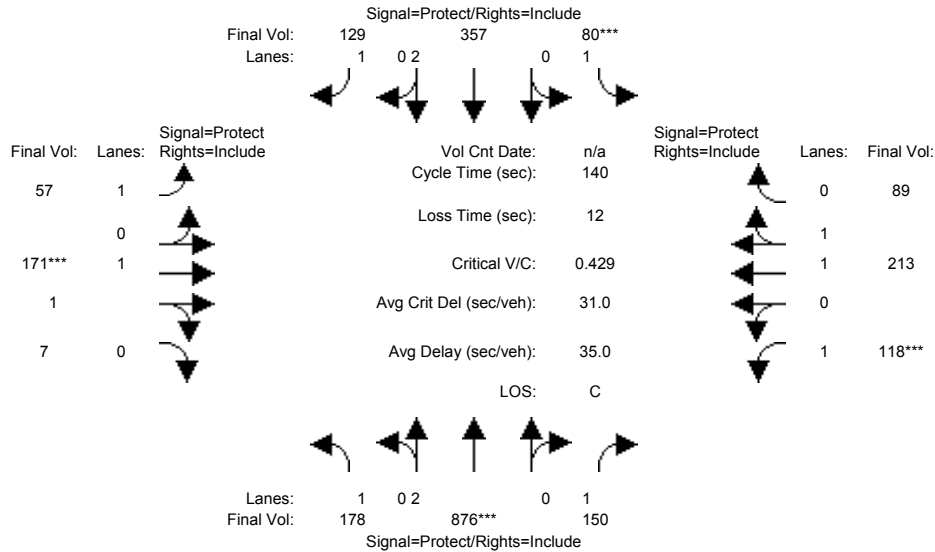 Signal=Protect/Rights=Include
Final Vol: 129 357 80***
Lanes: 1 0 2 0 1
Signal=Protect Signal=Protect
Final Vol: Lanes: Rights=Include Vol Cnt Date: n/a Rights=Include Lanes: Final Vol:
Cycle Time (sec): 140
57 1 0 89
Loss Time (sec): 12
0 1
171*** 1 Critical V/C: 0.429 1 213
1 Avg Crit Del (sec/veh): 31.0 0
7 0 Avg Delay (sec/veh): 35.0 1 118***
LOS: C
Lanes: 1 0 2 0 1
Final Vol: 178 876*** 150
Signal=Protect/Rights=Include